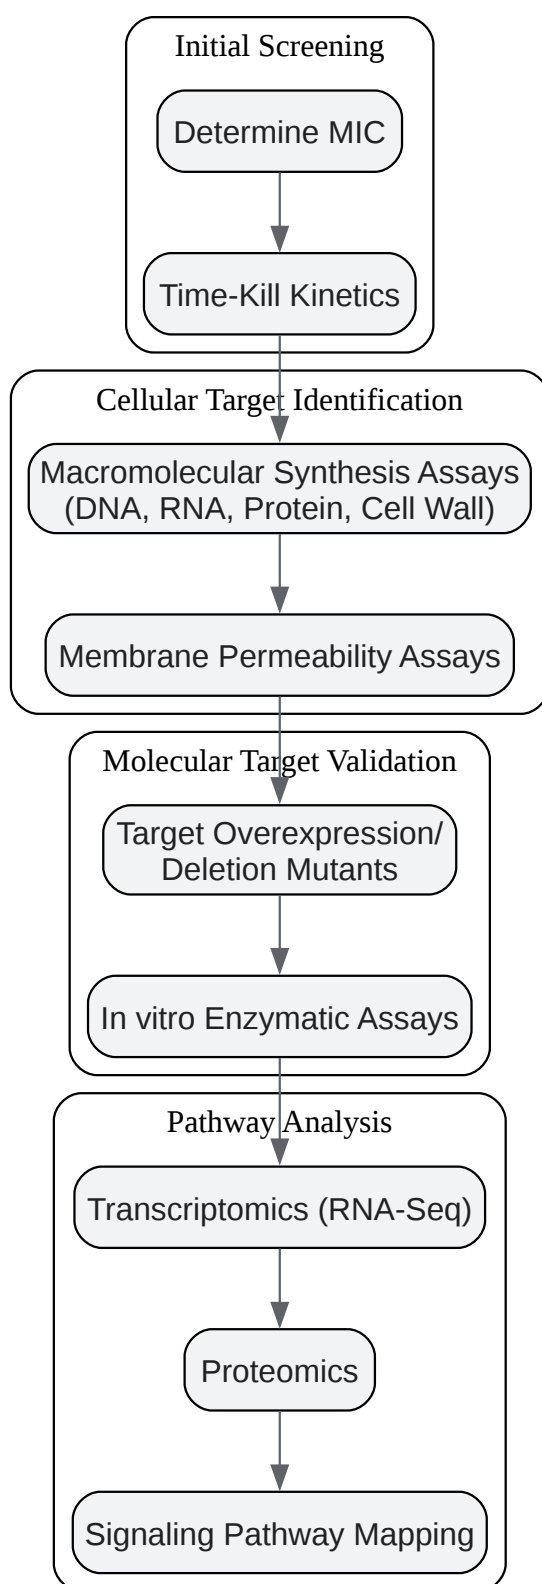 Initial Screening
Determine MIC
Time-Kill Kinetics
Cellular Target Identification
Macromolecular Synthesis Assays
(DNA, RNA, Protein, Cell Wall)
Membrane Permeability Assays
Molecular Target Validation
Target Overexpression/
Deletion Mutants
In vitro Enzymatic Assays
Pathway Analysis
Transcriptomics (RNA-Seq)
Proteomics
Signaling Pathway Mapping